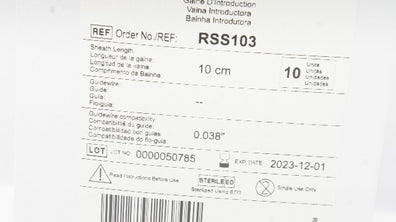 Gaine D'Introduction
Vaina Introductora
Bainha Introdutora
REF Order No./REF: RSS103
Sheath Length:
Longueur de la gaine:
Longitud de la vaina:
Comprimento da Bainha:
10 cm
10 Units
Unités
Unidades
Unidades
Guidewire:
Guide:
Guía:
Fio-guia:
--
Guidewire compatibility:
Compatibilité du guide:
Compatibilidad con guías:
Compatibilidade do fio-guia:
0.038"
LOT LOT NO. 0000050785
EXP. DATE: 2023-12-01
Read Instructions Before Use
STERILE EO
Sterilized Using ETO
Single Use Only